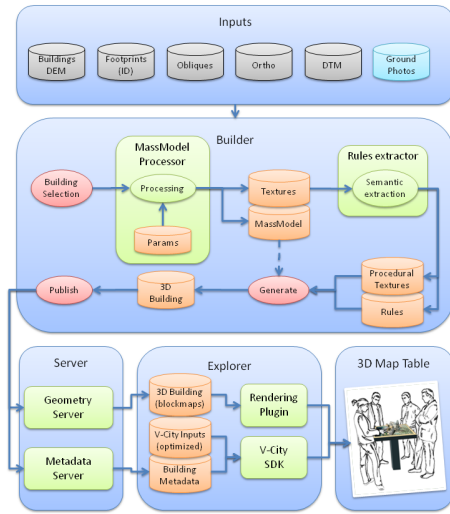 Inputs
Buildings
DEM
Footprints
(ID)
Obliques
Ortho
DTM
Ground
Photos
Builder
MassModel
Processor
Rules extractor
Building
Selection
Processing
Textures
Semantic
extraction
MassModel
Params
Publish
3D
Building
Generate
Procedural
Textures
Rules
Server
Explorer
3D Map Table
Geometry
Server
3D Building
(blockmaps)
Rendering
Plugin
V-City Inputs
(optimized)
Metadata
Server
Building
Metadata
V-City
SDK